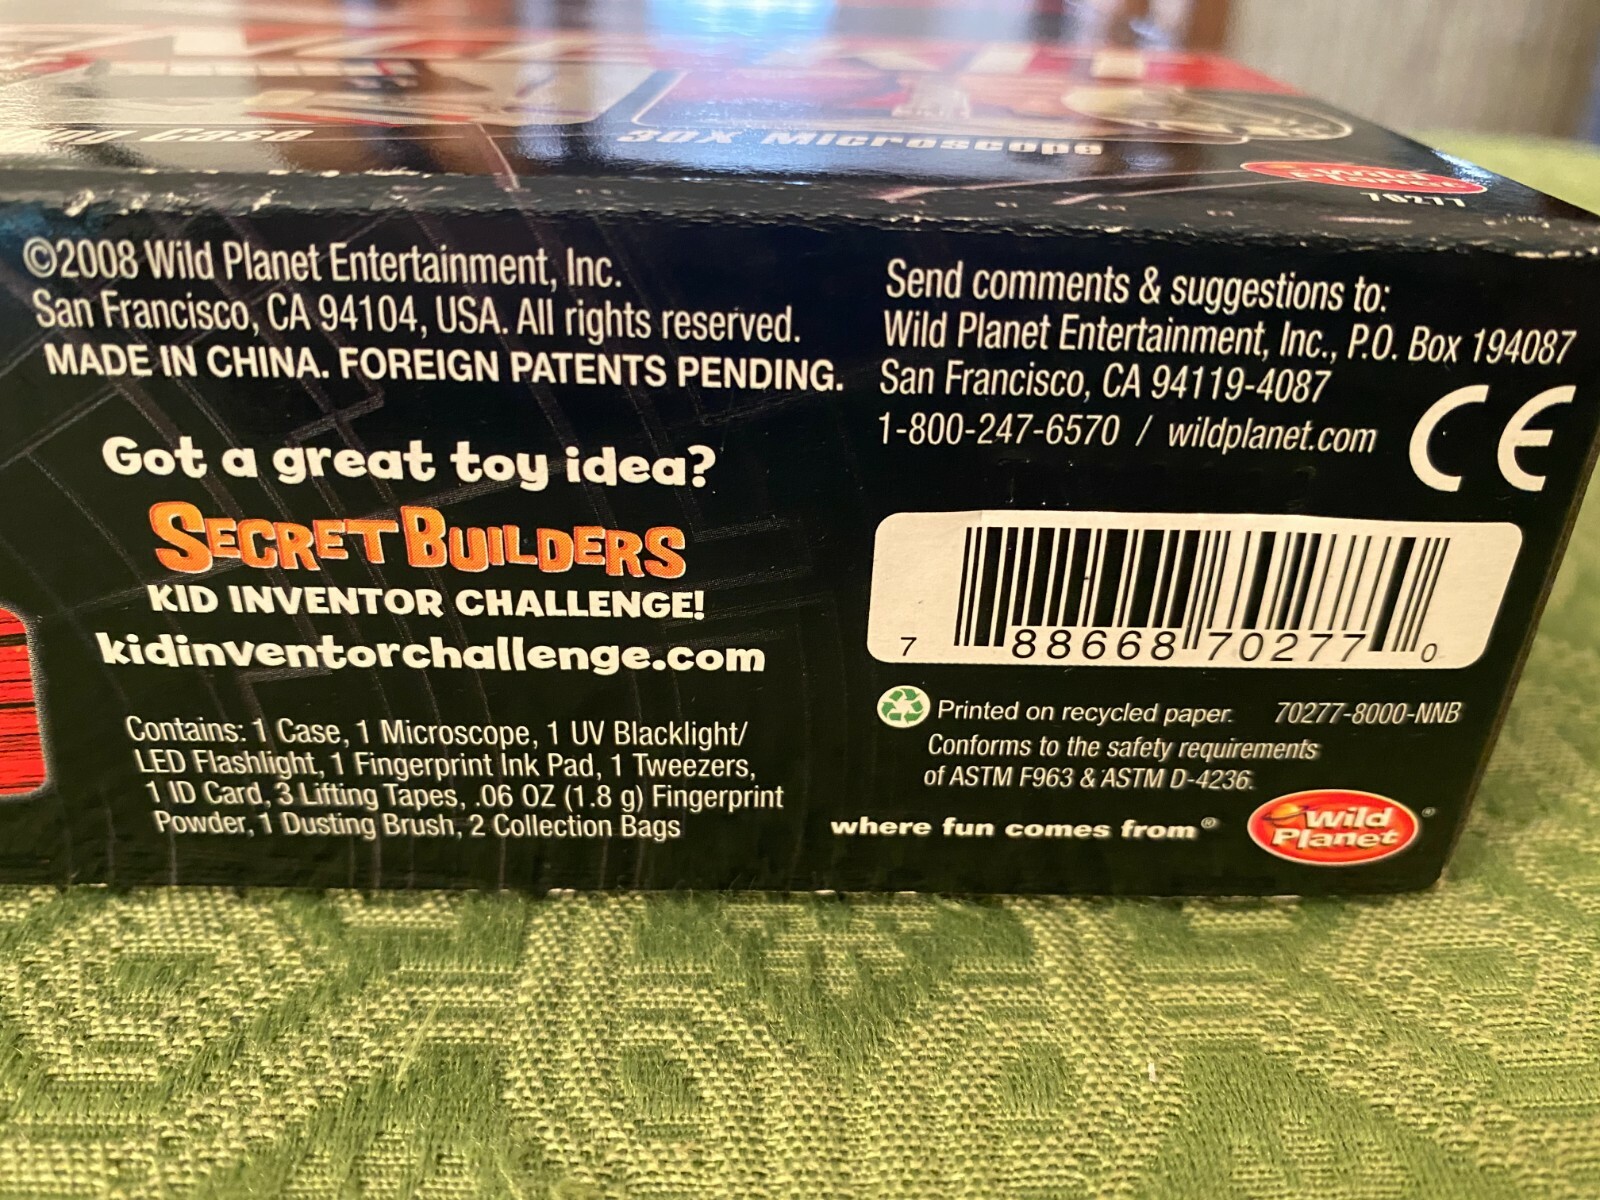 Case
30X Microscope
Wild Planet
70277
©2008 Wild Planet Entertainment, Inc.
San Francisco, CA 94104, USA. All rights reserved.
MADE IN CHINA. FOREIGN PATENTS PENDING.
Got a great toy idea?
SECRET BUILDERS
KID INVENTOR CHALLENGE!
kidinventorchallenge.com
Contains: 1 Case, 1 Microscope, 1 UV Blacklight/
LED Flashlight, 1 Fingerprint Ink Pad, 1 Tweezers,
1 ID Card, 3 Lifting Tapes, .06 OZ (1.8 g) Fingerprint
Powder, 1 Dusting Brush, 2 Collection Bags
Send comments & suggestions to:
Wild Planet Entertainment, Inc., P.O. Box 194087
San Francisco, CA 94119-4087
1-800-247-6570 / wildplanet.com
CE
7 88668 70277 0
Printed on recycled paper. 70277-8000-NNB
Conforms to the safety requirements
of ASTM F963 & ASTM D-4236.
where fun comes from®
Wild
Planet®